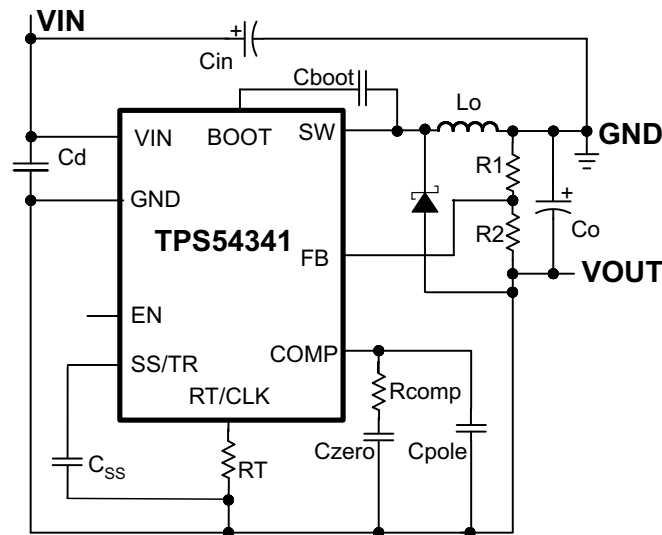 VIN
+
Cin
Cboot
Lo
VIN
BOOT
SW
GND
Cd
R1
GND
+
TPS54341
R2
Co
FB
VOUT
EN
COMP
SS/TR
RT/CLK
Rcomp
Css
RT
Czero
Cpole